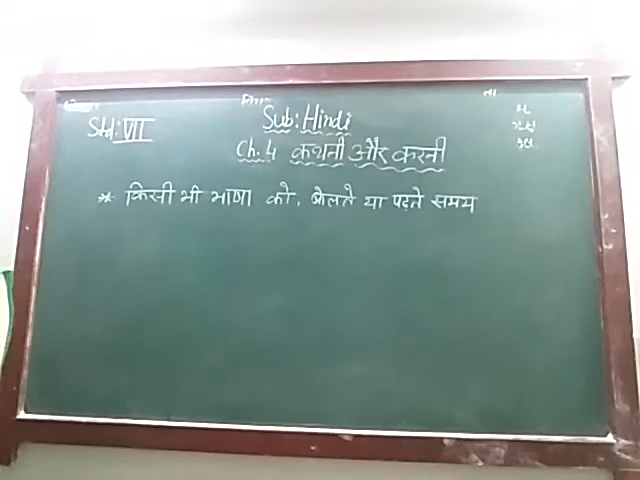 Std: VII
Sub: Hindi
Ch. 4 कथनी और करनी
* किसी भी भाषा को, बोलते या पढ़ते समय